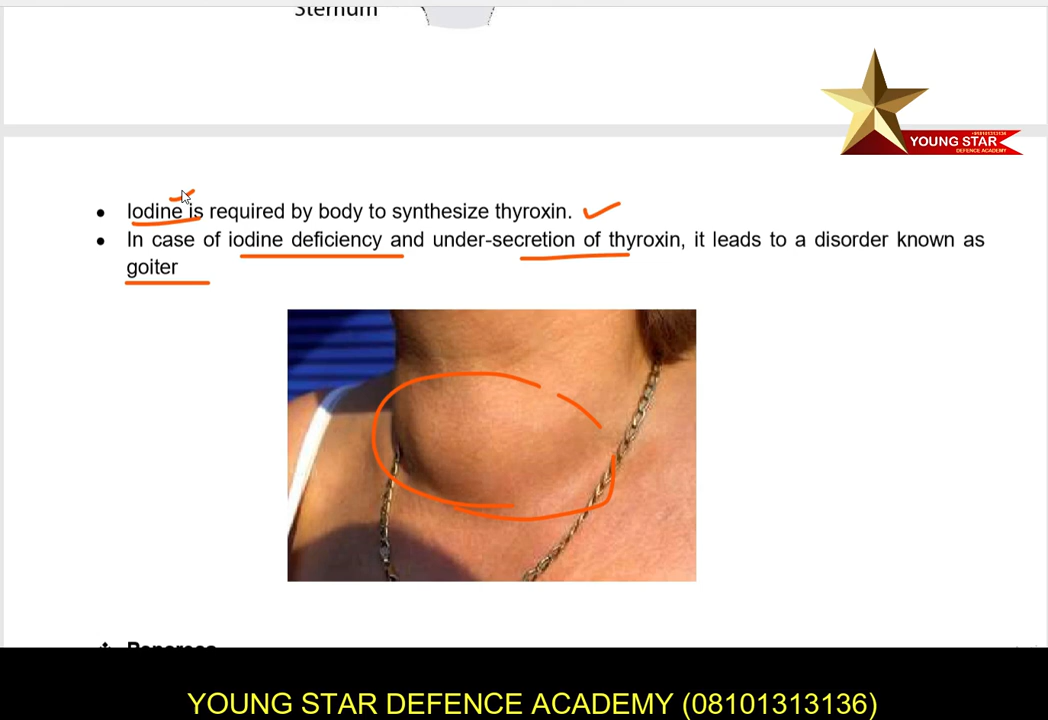 Sternum
+918101313136
YOUNG STAR
DEFENCE ACADEMY
Iodine is required by body to synthesize thyroxin.
In case of iodine deficiency and under-secretion of thyroxin, it leads to a disorder known as
goiter
Pancreas
YOUNG STAR DEFENCE ACADEMY (08101313136)